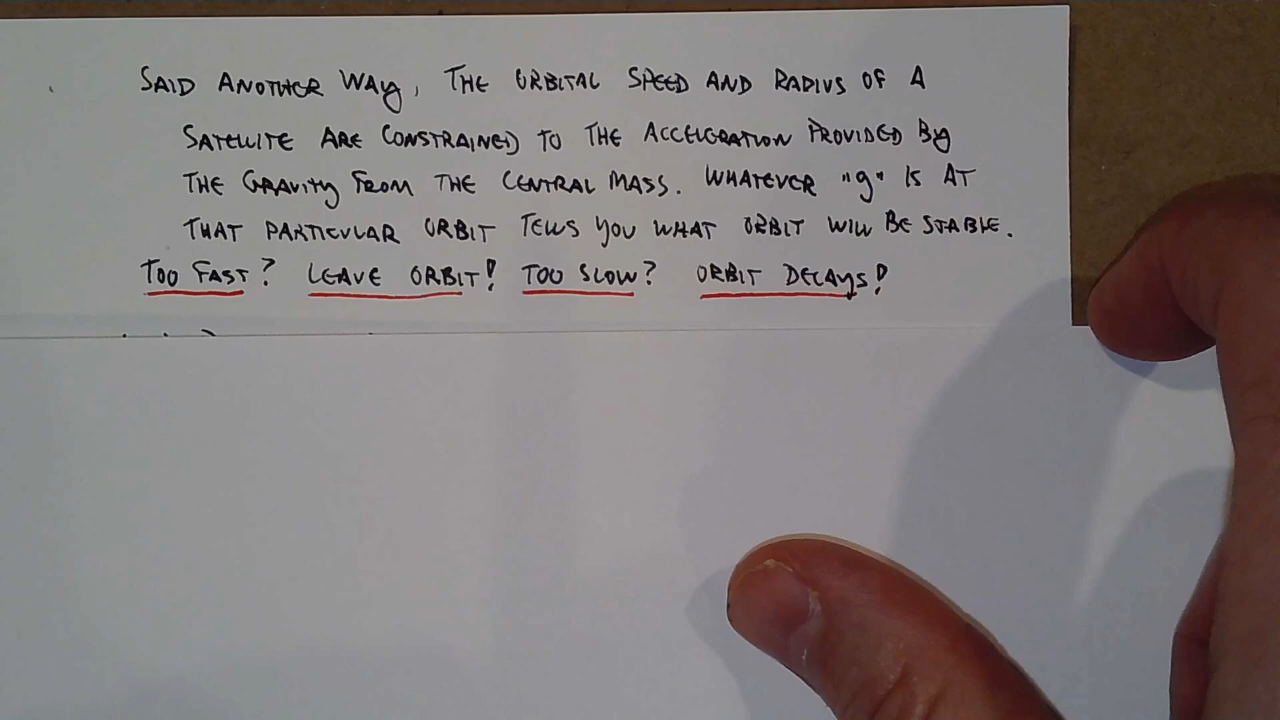 SAID ANOTHER WAY, THE ORBITAL SPEED AND RADIUS OF A
SATELLITE ARE CONSTRAINED TO THE ACCELERATION PROVIDED BY
THE GRAVITY FROM THE CENTRAL MASS. WHATEVER "g" IS AT
THAT PARTICULAR ORBIT TELLS YOU WHAT ORBIT WILL BE STABLE.
TOO FAST? LEAVE ORBIT! TOO SLOW? ORBIT DECAYS!